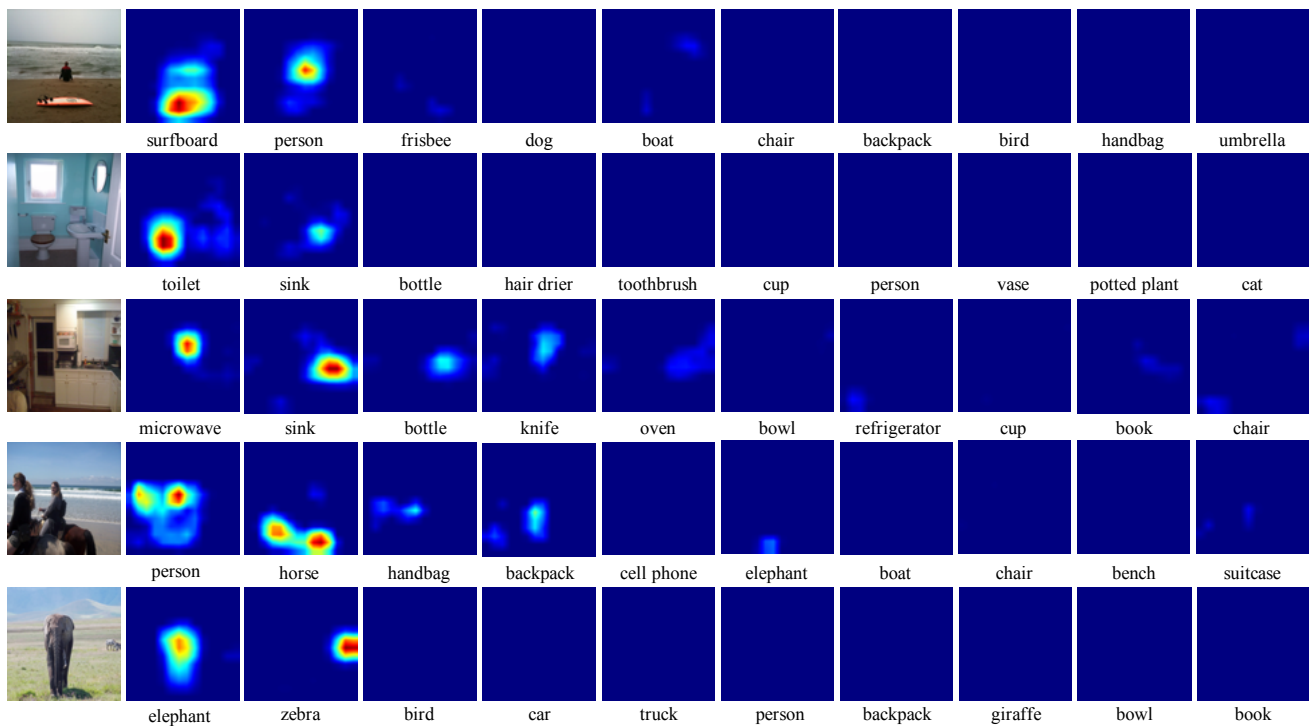 surfboard person frisbee dog boat chair backpack bird handbag umbrella
toilet sink bottle hair drier toothbrush cup person vase potted plant cat
microwave sink bottle knife oven bowl refrigerator cup book chair
person horse handbag backpack cell phone elephant boat chair bench suitcase
elephant zebra bird car truck person backpack giraffe bowl book